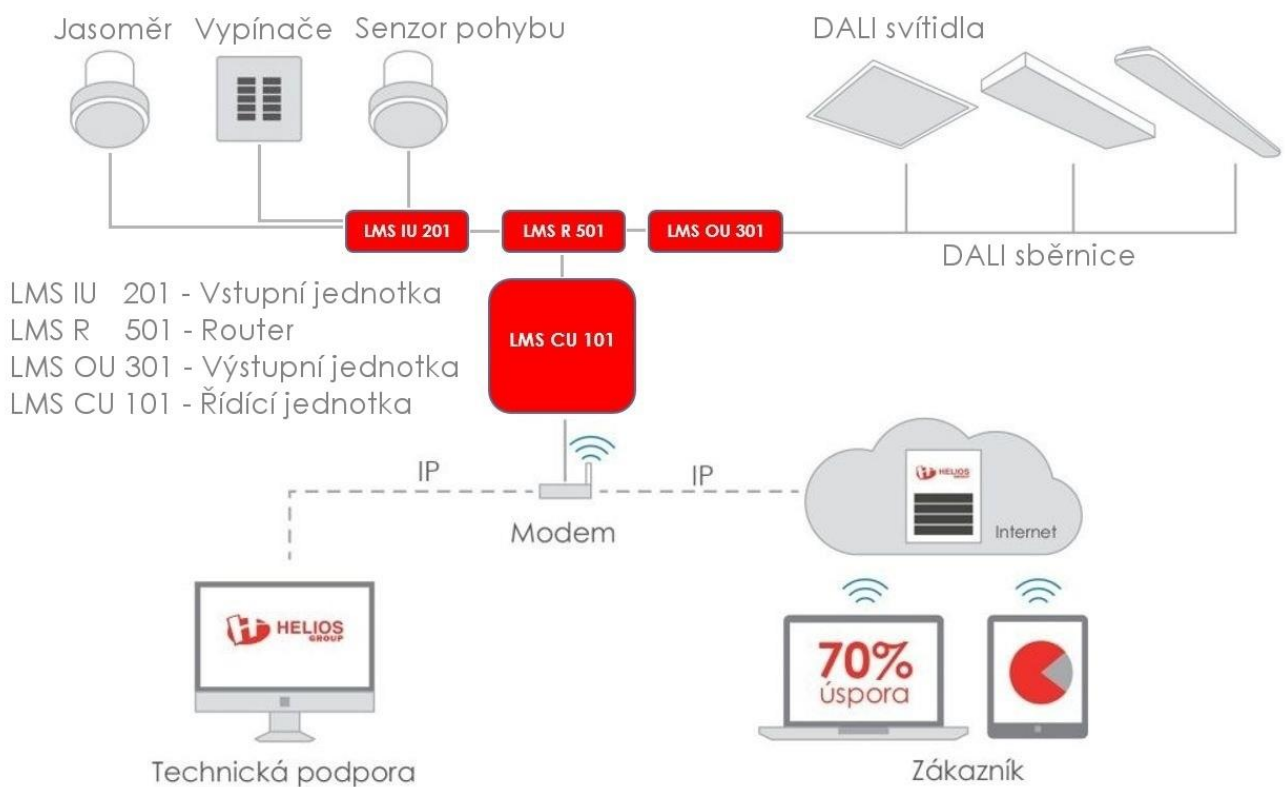 Jasoměr
Vypínače
Senzor pohybu
DALI svítidla
LMS IU 201
LMS R 501
LMS OU 301
DALI sběrnice
LMS IU 201 - Vstupní jednotka
LMS R 501 - Router
LMS OU 301 - Výstupní jednotka
LMS CU 101 - Řídící jednotka
LMS CU 101
IP
IP
Modem
HELIOS
GROUP
Internet
HELIOS
GROUP
70%
úspora
Technická podpora
Zákazník